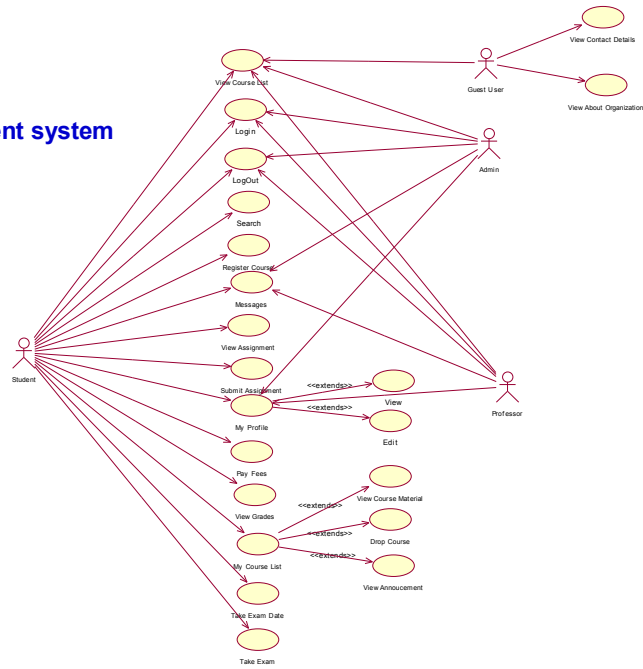 View Contact Details
View Course List
Guest User
View About Organization
ent system
Login
Admin
LogOut
Search
Register Course
Messages
View Assignment
Student
Submit Assignment
<<extends>>
View
Professor
My Profile
<<extends>>
Edit
Pay Fees
View Grades
<<extends>>
View Course Material
<<extends>>
Drop Course
My Course List
<<extends>>
View Annoucement
Take Exam Date
Take Exam